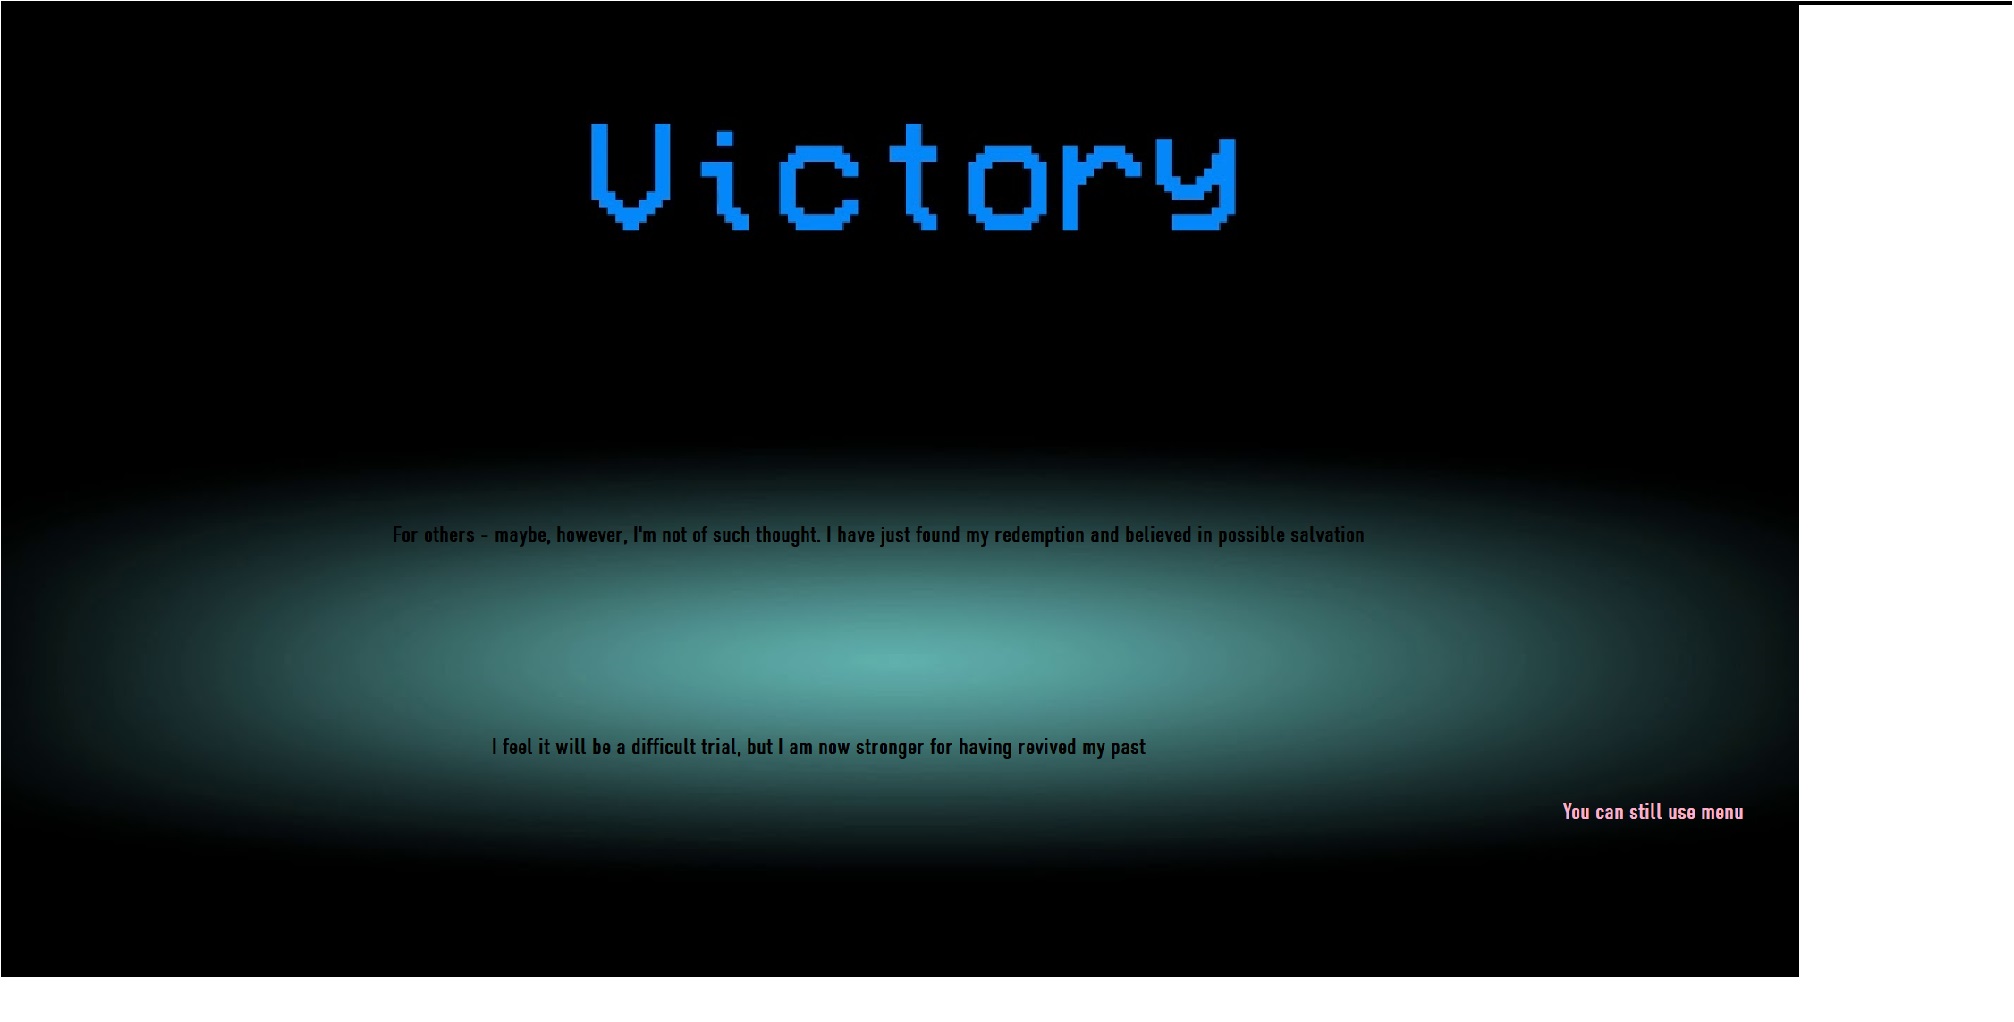 Victory
For others - maybe, however, I'm not of such thought. I have just found my redemption and believed in possible salvation
I feel it will be a difficult trial, but I am now stronger for having revived my past
You can still use menu